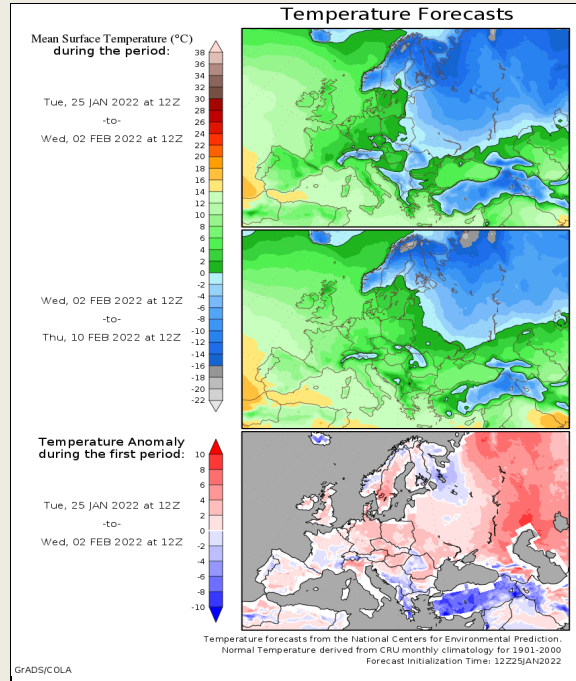 Temperature Forecasts
Mean Surface Temperature (°C)
during the period:
Tue, 25 JAN 2022 at 12Z
-to-
Wed, 02 FEB 2022 at 12Z
38
36
34
32
30
28
26
24
22
20
18
16
14
12
10
8
6
4
2
0
-2
-4
-6
-8
-10
-12
-14
-16
-18
-20
-22
Wed, 02 FEB 2022 at 12Z
-to-
Thu, 10 FEB 2022 at 12Z
Temperature Anomaly
during the first period:
Tue, 25 JAN 2022 at 12Z
-to-
Wed, 02 FEB 2022 at 12Z
10
8
6
4
2
0
-2
-4
-6
-8
-10
Temperature forecasts from the National Centers for Environmental Prediction.
Normal Temperature derived from CRU monthly climatology for 1901-2000
Forecast Initialization Time: 12Z25JAN2022
GrADS/COLA